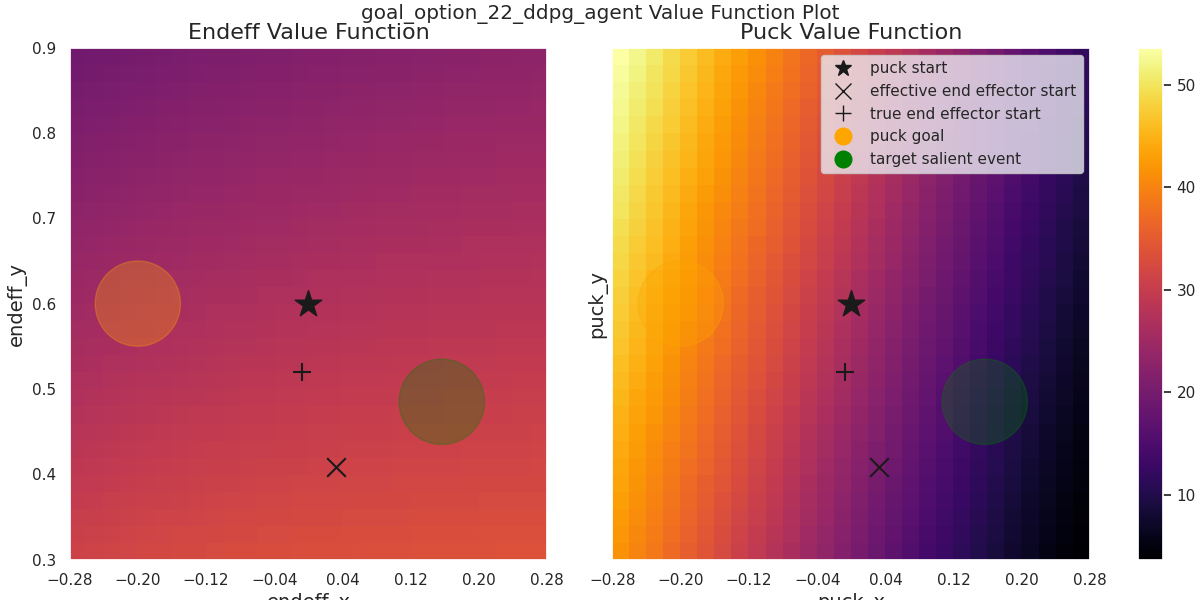 goal_option_22_ddpg_agent Value Function Plot
Endeff Value Function
Puck Value Function
0.9
0.8
0.7
0.6
0.5
0.4
0.3
endeff_y
−0.28 −0.20 −0.12 −0.04 0.04 0.12 0.20 0.28
endeff_x
puck start
effective end effector start
true end effector start
puck goal
target salient event
puck_y
−0.28 −0.20 −0.12 −0.04 0.04 0.12 0.20 0.28
puck_x
50
40
30
20
10